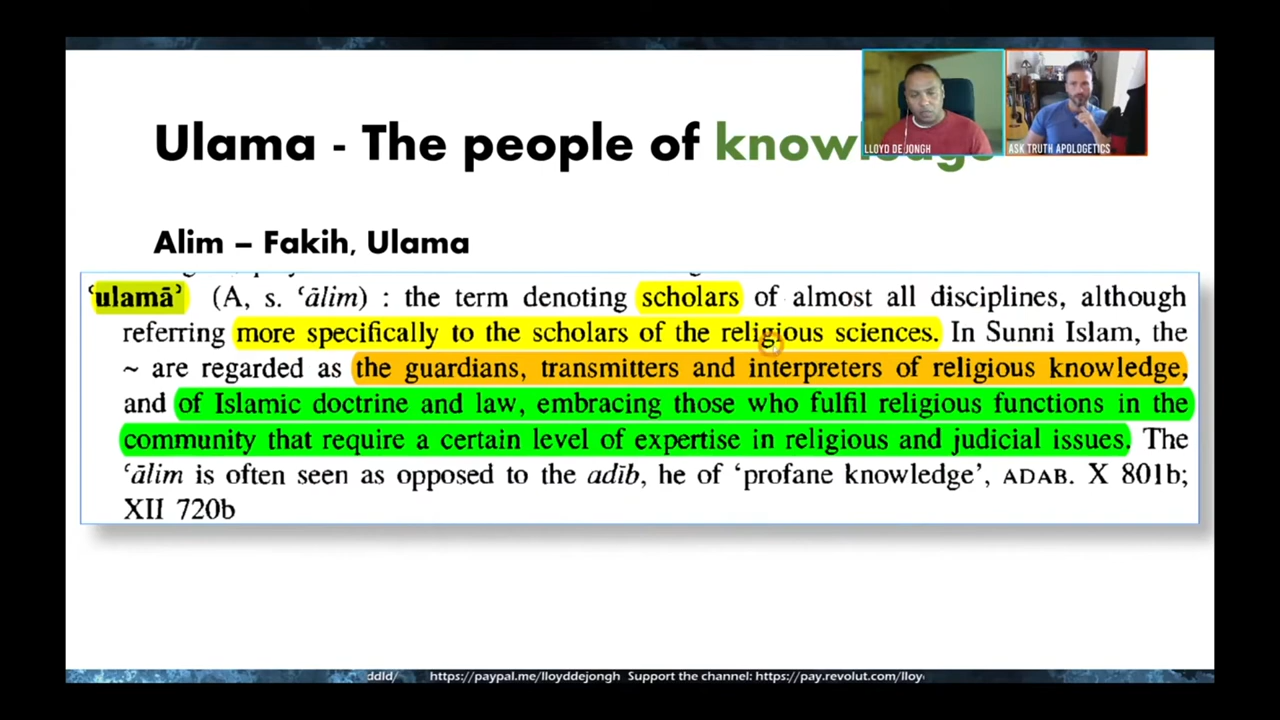 Ulama - The people of knowledge
LLOYD DE JONGH
ASK TRUTH APOLOGETICS
Alim – Fakih, Ulama
ʿulamāʾ (A, s. ʿālim) : the term denoting scholars of almost all disciplines, although
referring more specifically to the scholars of the religious sciences. In Sunni Islam, the
~ are regarded as the guardians, transmitters and interpreters of religious knowledge,
and of Islamic doctrine and law, embracing those who fulfil religious functions in the
community that require a certain level of expertise in religious and judicial issues. The
ʿālim is often seen as opposed to the adīb, he of ‘profane knowledge’, ADAB. X 801b;
XII 720b
ddld/ https://paypal.me/lloyddejongh Support the channel: https://pay.revolut.com/lloy